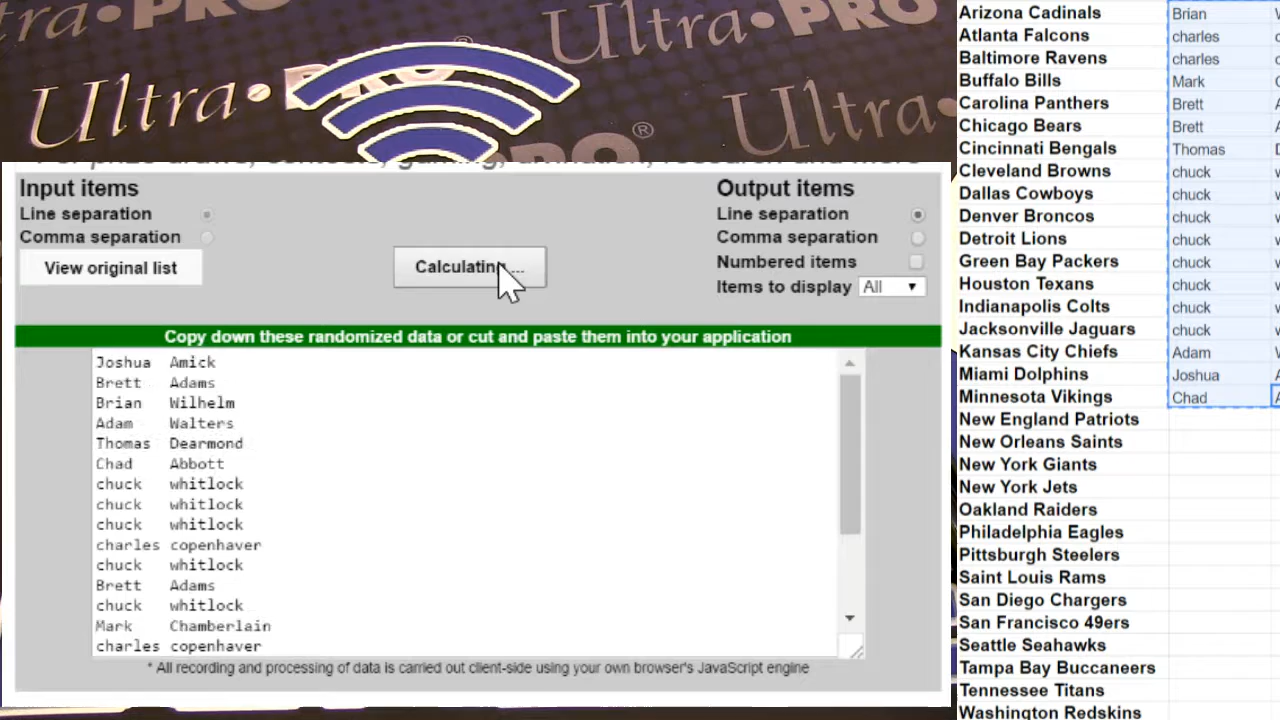 Ultra•PRO
Ultra•PRO
Ultra•PRO
Ultra•PRO
®
Input items
Line separation
Comma separation
View original list
Calculating ...
Output items
Line separation
Comma separation
Numbered items
Items to display All
Copy down these randomized data or cut and paste them into your application
Joshua Amick
Brett Adams
Brian Wilhelm
Adam Walters
Thomas Dearmond
Chad Abbott
chuck whitlock
chuck whitlock
chuck whitlock
charles copenhaver
chuck whitlock
Brett Adams
chuck whitlock
Mark Chamberlain
charles copenhaver
* All recording and processing of data is carried out client-side using your own browser's JavaScript engine
Arizona Cadinals Brian
Atlanta Falcons charles
Baltimore Ravens charles
Buffalo Bills Mark
Carolina Panthers Brett
Chicago Bears Brett
Cincinnati Bengals Thomas
Cleveland Browns chuck
Dallas Cowboys chuck
Denver Broncos chuck
Detroit Lions chuck
Green Bay Packers chuck
Houston Texans chuck
Indianapolis Colts chuck
Jacksonville Jaguars chuck
Kansas City Chiefs Adam
Miami Dolphins Joshua
Minnesota Vikings Chad
New England Patriots
New Orleans Saints
New York Giants
New York Jets
Oakland Raiders
Philadelphia Eagles
Pittsburgh Steelers
Saint Louis Rams
San Diego Chargers
San Francisco 49ers
Seattle Seahawks
Tampa Bay Buccaneers
Tennessee Titans
Washington Redskins